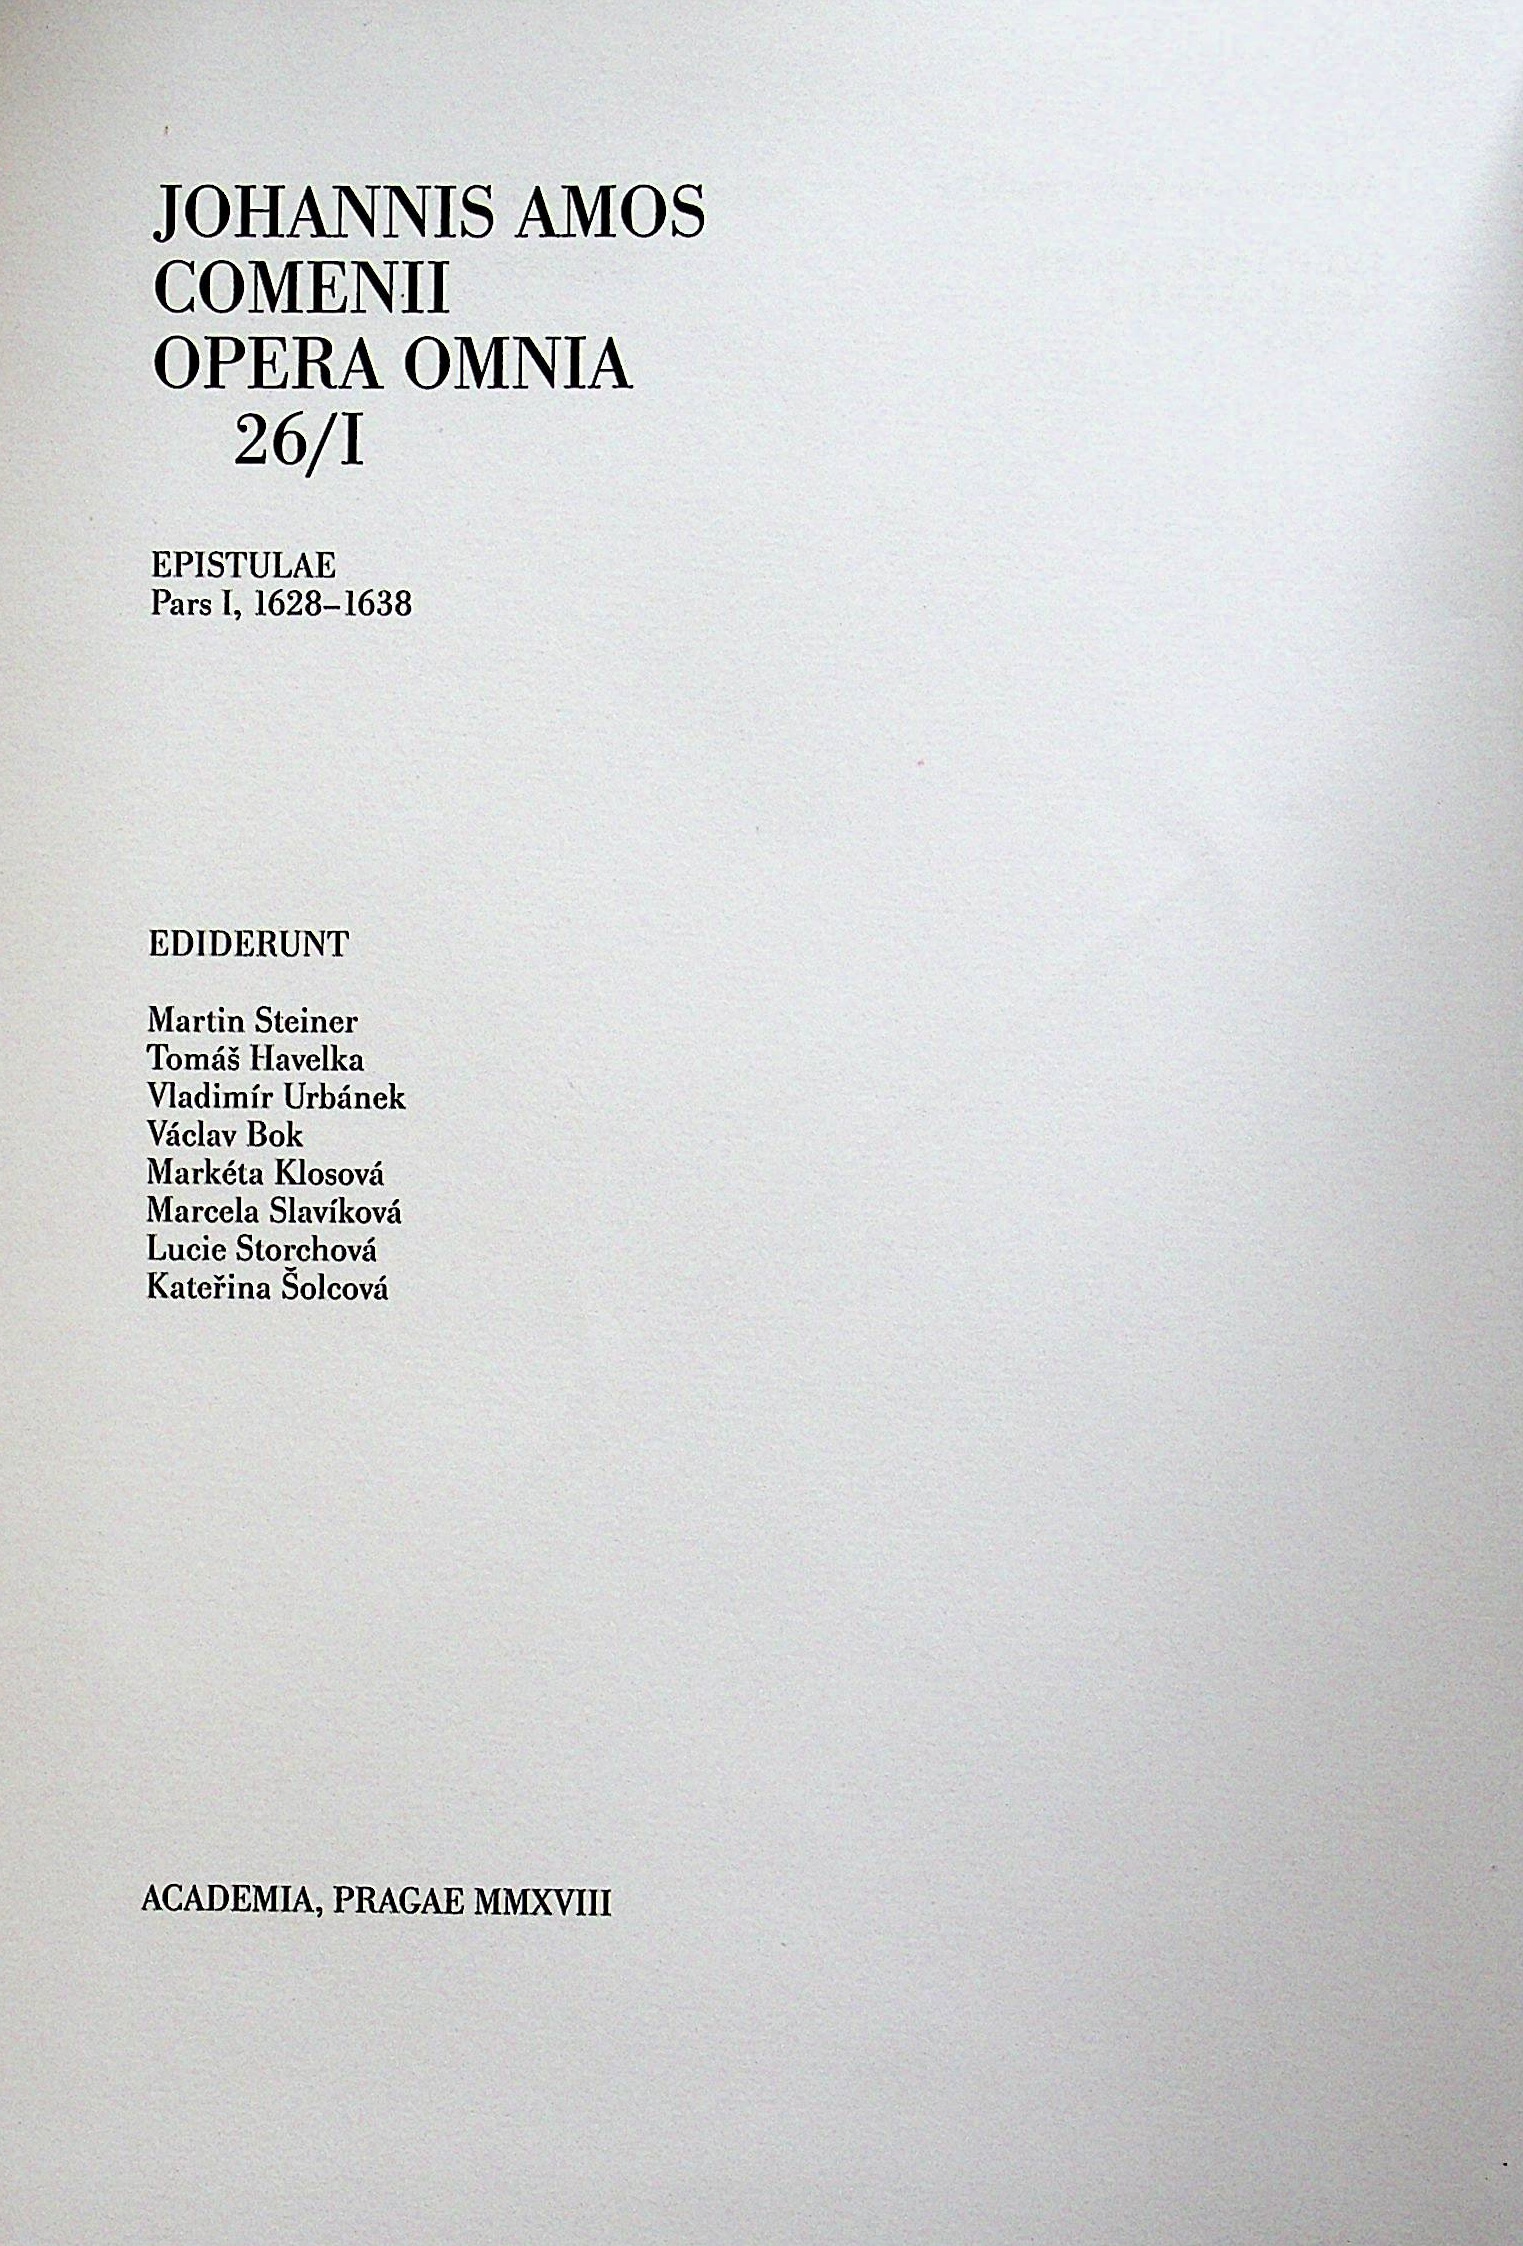 JOHANNIS AMOS
COMENII
OPERA OMNIA
26/I
EPISTULAE
Pars I, 1628–1638
EDIDERUNT
Martin Steiner
Tomáš Havelka
Vladimír Urbánek
Václav Bok
Markéta Klosová
Marcela Slavíková
Lucie Storchová
Kateřina Šolcová
ACADEMIA, PRAGAE MMXVIII